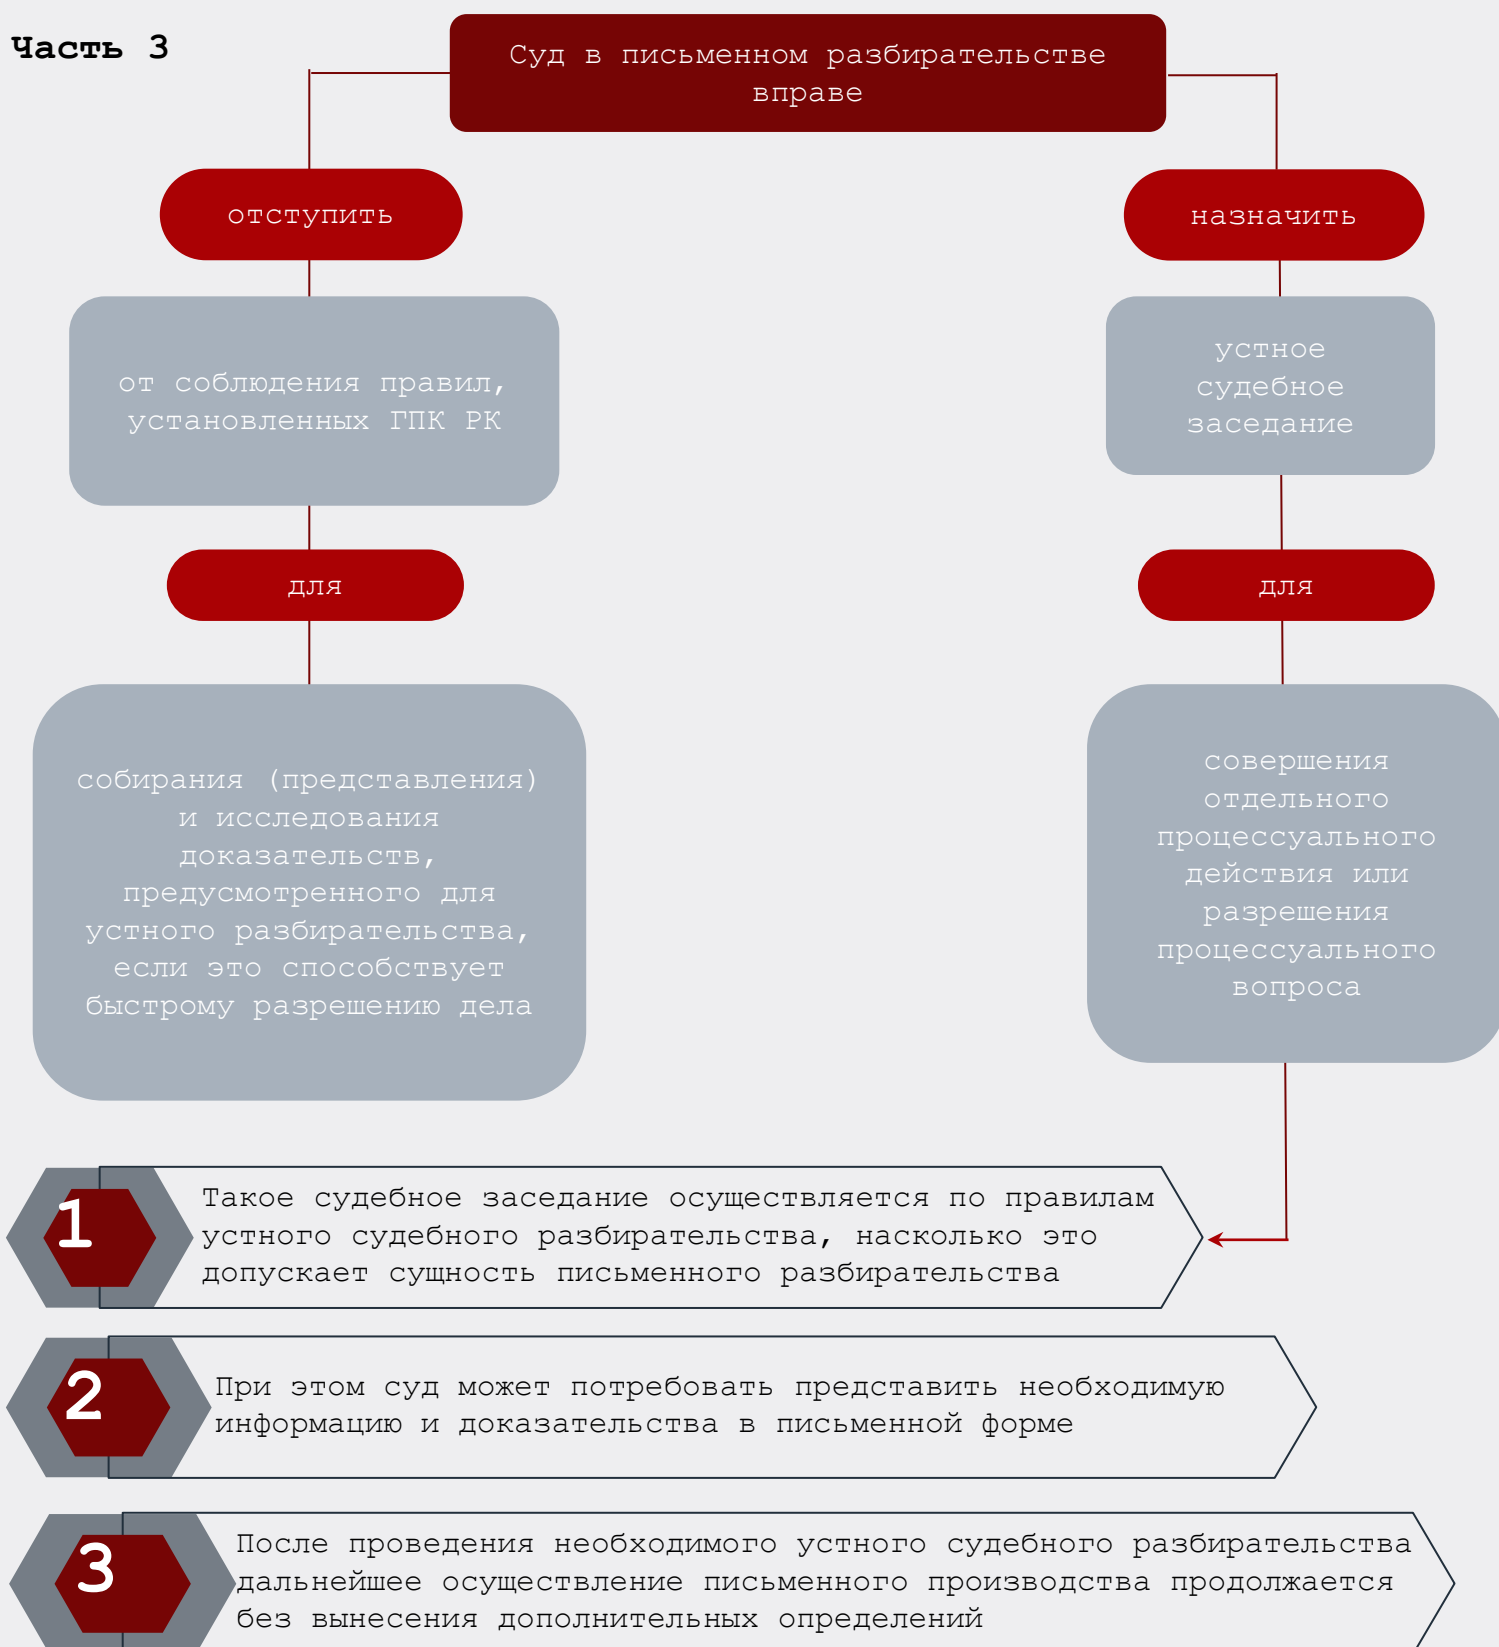 Часть 3
Суд в письменном разбирательстве
вправе
отступить
от соблюдения правил,
установленных ГПК РК
для
собирания (представления)
и исследования
доказательств,
предусмотренного для
устного разбирательства,
если это способствует
быстрому разрешению дела
назначить
устное
судебное
заседание
для
совершения
отдельного
процессуального
действия или
разрешения
процессуального
вопроса
1
Такое судебное заседание осуществляется по правилам
устного судебного разбирательства, насколько это
допускает сущность письменного разбирательства
2
При этом суд может потребовать представить необходимую
информацию и доказательства в письменной форме
3
После проведения необходимого устного судебного разбирательства
дальнейшее осуществление письменного производства продолжается
без вынесения дополнительных определений